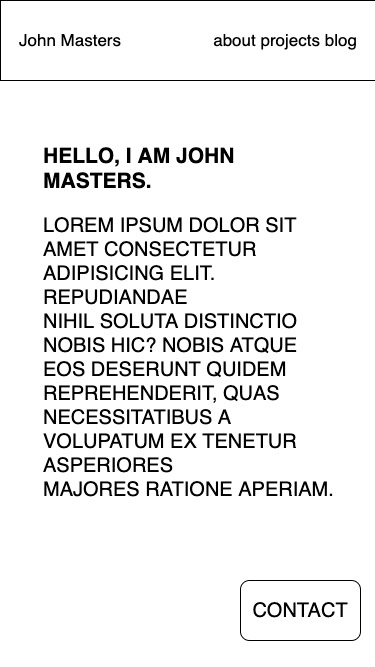 John Masters
about projects blog
HELLO, I AM JOHN
MASTERS.
LOREM IPSUM DOLOR SIT
AMET CONSECTETUR
ADIPISICING ELIT.
REPUDIANDAE
NIHIL SOLUTA DISTINCTIO
NOBIS HIC? NOBIS ATQUE
EOS DESERUNT QUIDEM
REPREHENDERIT, QUAS
NECESSITATIBUS A
VOLUPATUM EX TENETUR
ASPERIORES
MAJORES RATIONE APERIAM.
CONTACT